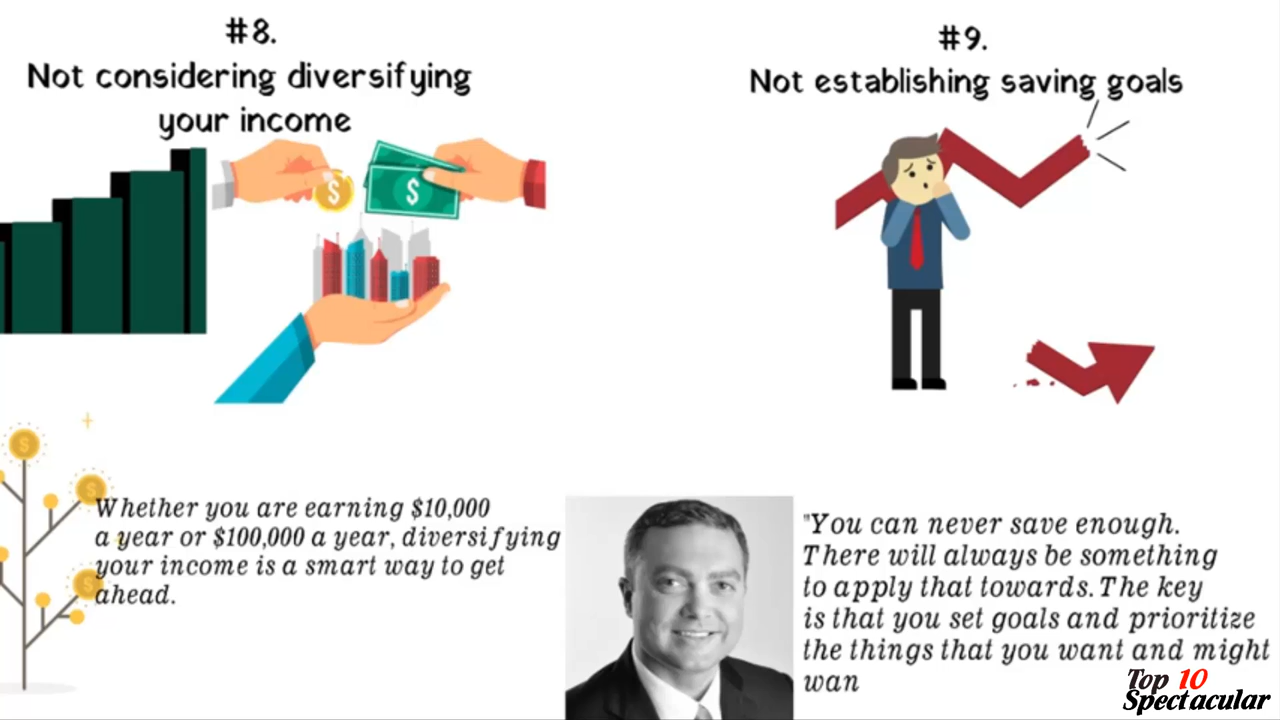 #8.
Not considering diversifying
your income
$
$
#9.
Not establishing saving goals
$
$
$
Whether you are earning $10,000
a year or $100,000 a year, diversifying
your income is a smart way to get
ahead.
"You can never save enough.
There will always be something
to apply that towards. The key
is that you set goals and prioritize
the things that you want and might
wan
Top 10
Spectacular